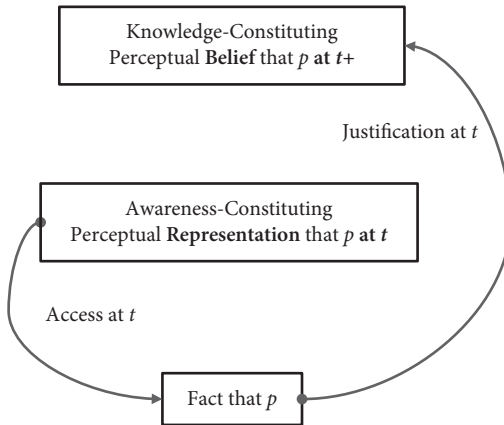 Knowledge-Constituting
Perceptual Belief that p at t+
Justification at t
Awareness-Constituting
Perceptual Representation that p at t
Access at t
Fact that p